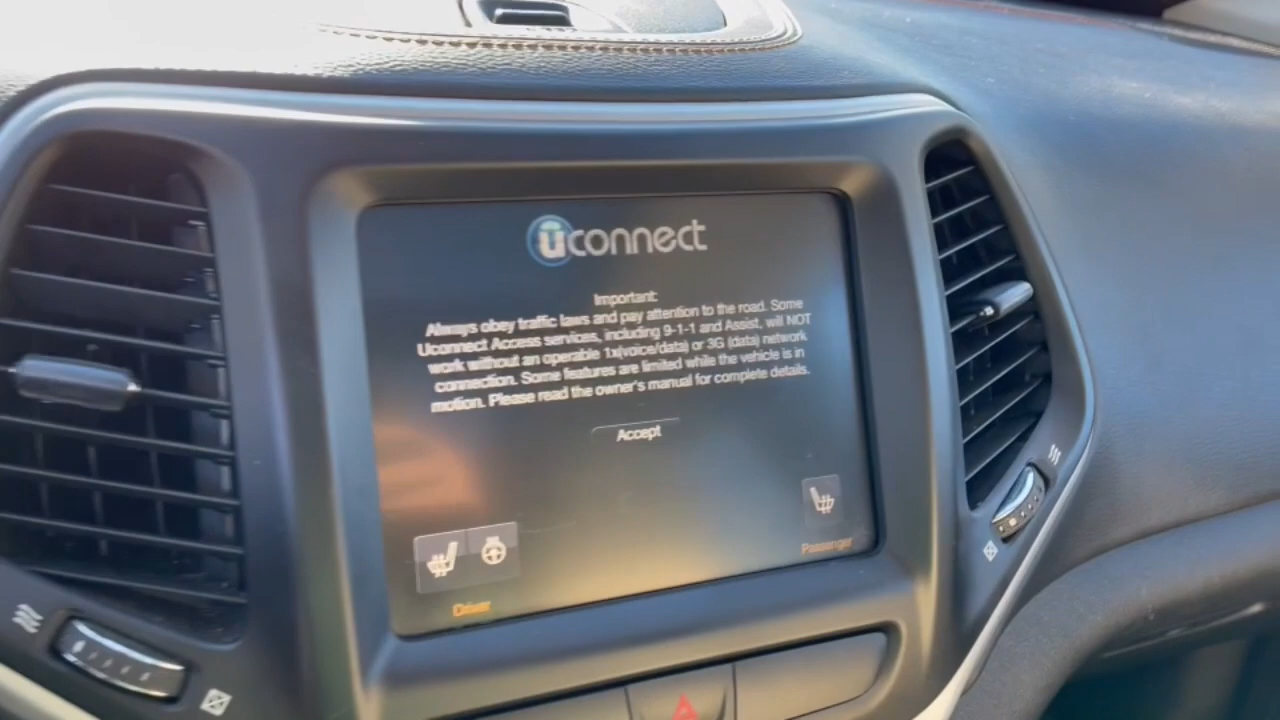 uconnect
Important:
Always obey traffic laws and pay attention to the road. Some
Uconnect Access services, including 9-1-1 and Assist, will NOT
work without an operable 1x(voice/data) or 3G (data) network
connection. Some features are limited while the vehicle is in
motion. Please read the owner's manual for complete details.
Accept
Passenger
Driver